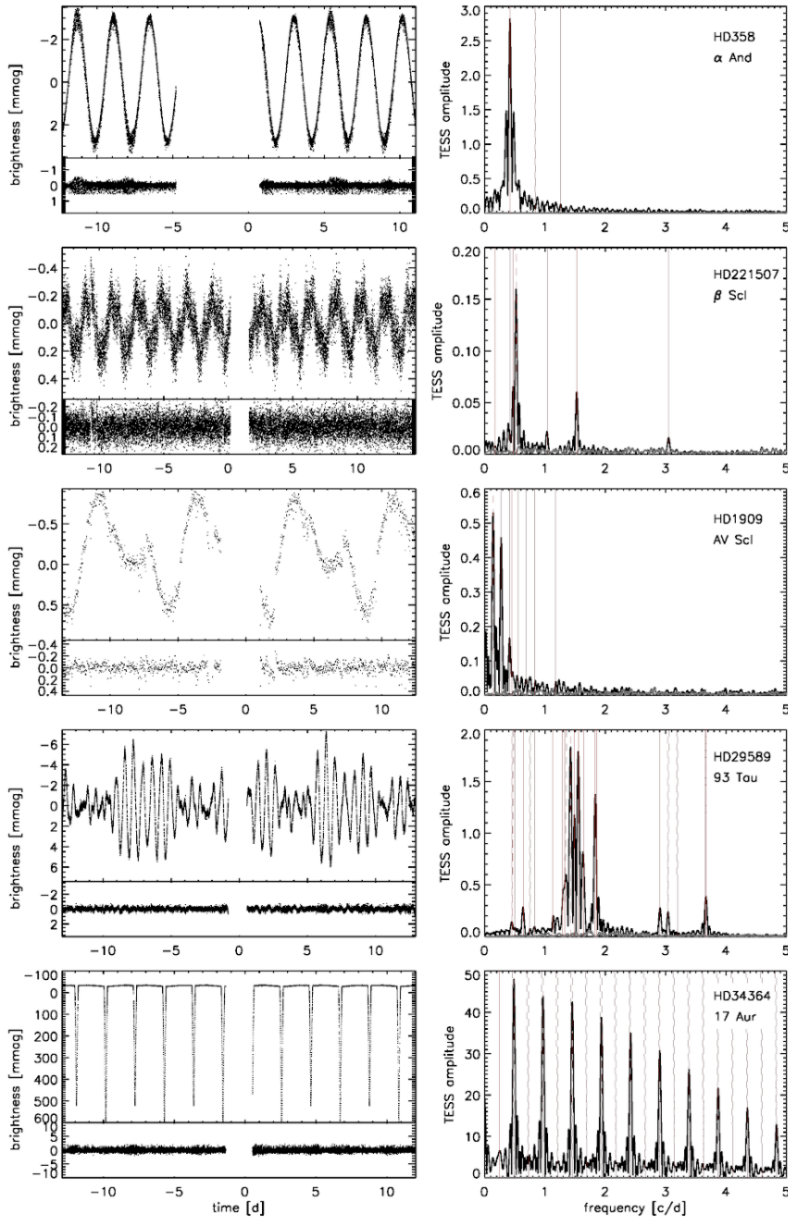 brightness [mmag]
−2
0
2
−1
0
1
−10 −5 0 5 10
TESS amplitude
3.0
2.5
2.0
1.5
1.0
0.5
0.0
HD358
α And
0 1 2 3 4 5
brightness [mmag]
−0.4
−0.2
0.0
0.2
0.4
−0.2
−0.1
0.0
0.1
0.2
−10 −5 0 5 10
TESS amplitude
0.20
0.15
0.10
0.05
0.00
HD221507
β Scl
0 1 2 3 4 5
brightness [mmag]
−0.5
0.0
0.5
−0.4
−0.2
0.0
0.2
0.4
−10 −5 0 5 10
TESS amplitude
0.6
0.5
0.4
0.3
0.2
0.1
0.0
HD1909
AV Scl
0 1 2 3 4 5
brightness [mmag]
−6
−4
−2
0
2
4
6
−2
0
2
−10 −5 0 5 10
TESS amplitude
2.0
1.5
1.0
0.5
0.0
HD29589
93 Tau
0 1 2 3 4 5
brightness [mmag]
−100
0
100
200
300
400
500
600
10
5
0
−5
−10
−10 −5 0 5 10
time [d]
TESS amplitude
50
40
30
20
10
0
HD34364
17 Aur
0 1 2 3 4 5
frequency [c/d]